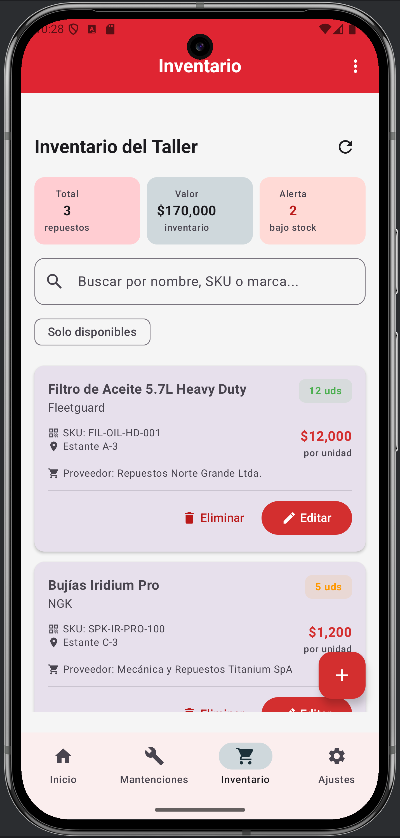 10:28
Inventario
Inventario del Taller
Total
3
repuestos
Valor
$170,000
inventario
Alerta
2
bajo stock
Buscar por nombre, SKU o marca...
Solo disponibles
Filtro de Aceite 5.7L Heavy Duty
12 uds
Fleetguard
SKU: FIL-OIL-HD-001
Estante A-3
$12,000
por unidad
Proveedor: Repuestos Norte Grande Ltda.
Eliminar
Editar
Bujías Iridium Pro
5 uds
NGK
SKU: SPK-IR-PRO-100
Estante C-3
$1,200
por unidad
Proveedor: Mecánica y Repuestos Titanium SpA
+
Eliminar
Editar
Inicio
Mantenciones
Inventario
Ajustes